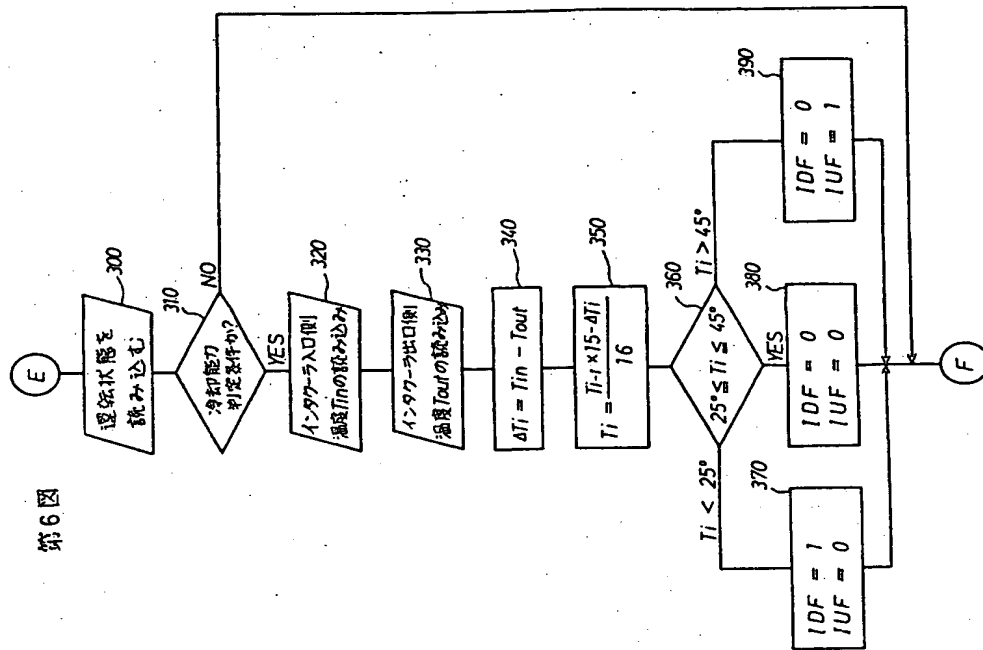 第6図
E
300
運転状態を
読み込む
310
冷却能力
判定条件か?
NO
YES
320
インタクーラ入口側
温度Tinの読み込み
330
インタクーラ出口側
温度Toutの読み込み
340
ΔTi = Tin - Tout
350
Ti = Ti-1 × 15 - ΔTi
16
360
25° ≦ Ti ≦ 45°
Ti < 25°
YES
Ti > 45°
370
IDF = 1
IUF = 0
380
IDF = 0
IUF = 0
390
IDF = 0
IUF = 1
F